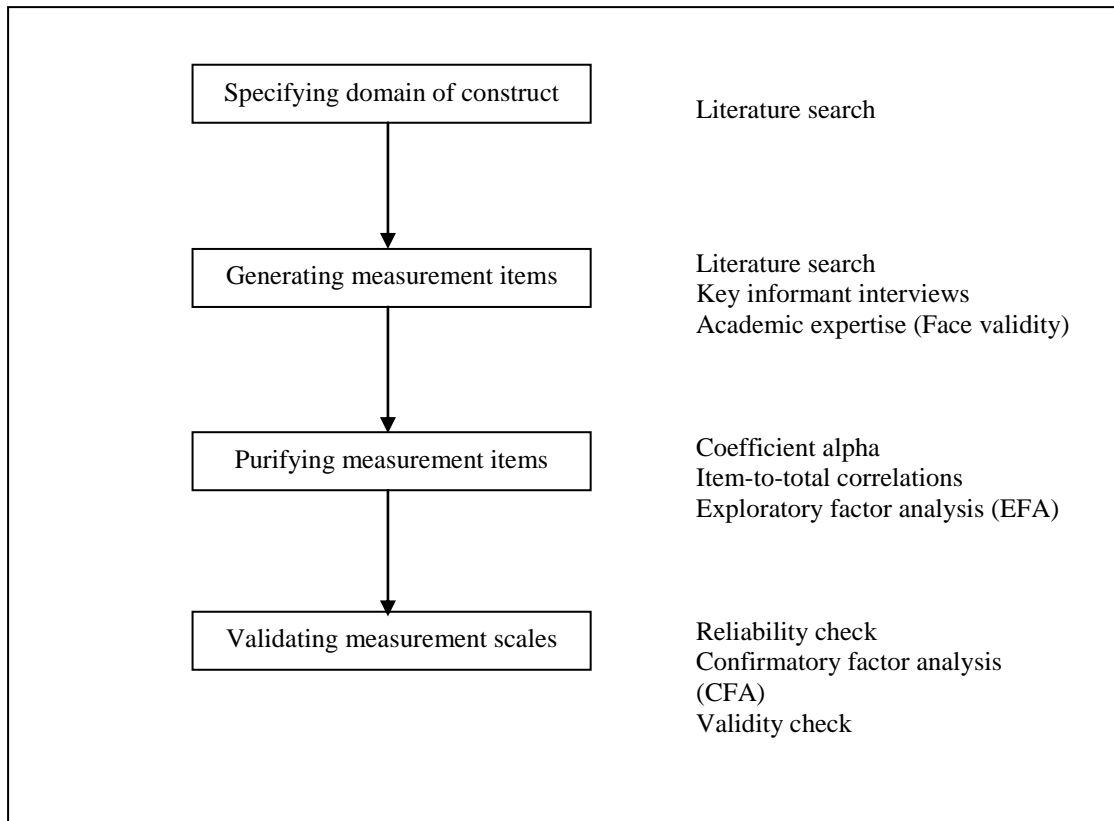 Specifying domain of construct
Literature search
Generating measurement items
Literature search
Key informant interviews
Academic expertise (Face validity)
Purifying measurement items
Coefficient alpha
Item-to-total correlations
Exploratory factor analysis (EFA)
Validating measurement scales
Reliability check
Confirmatory factor analysis
(CFA)
Validity check